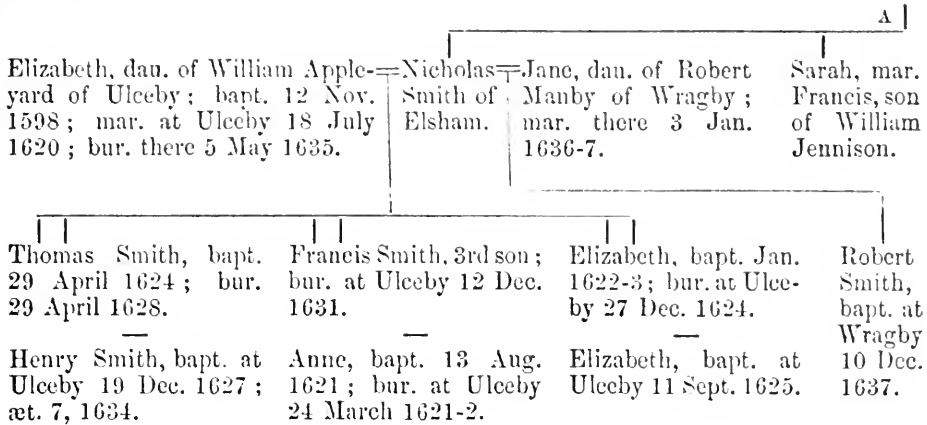 A
Elizabeth, dau. of William Apple-
yard of Ulceby; bapt. 12 Nov.
1598; mar. at Ulceby 18 July
1620; bur. there 5 May 1635.
Nicholas
Smith of
Elsham.
Jane, dau. of Robert
Manby of Wragby;
mar. there 3 Jan.
1636-7.
Sarah, mar.
Francis, son
of William
Jennison.
Thomas Smith, bapt.
29 April 1624; bur.
29 April 1628.
Henry Smith, bapt. at
Ulceby 19 Dec. 1627;
æt. 7, 1634.
Francis Smith, 3rd son;
bur. at Ulceby 12 Dec.
1631.
Anne, bapt. 13 Aug.
1621; bur. at Ulceby
24 March 1621-2.
Elizabeth, bapt. Jan.
1622-3; bur. at Ulce-
by 27 Dec. 1624.
Elizabeth, bapt. at
Ulceby 11 Sept. 1625.
Robert
Smith,
bapt. at
Wragby
10 Dec.
1637.